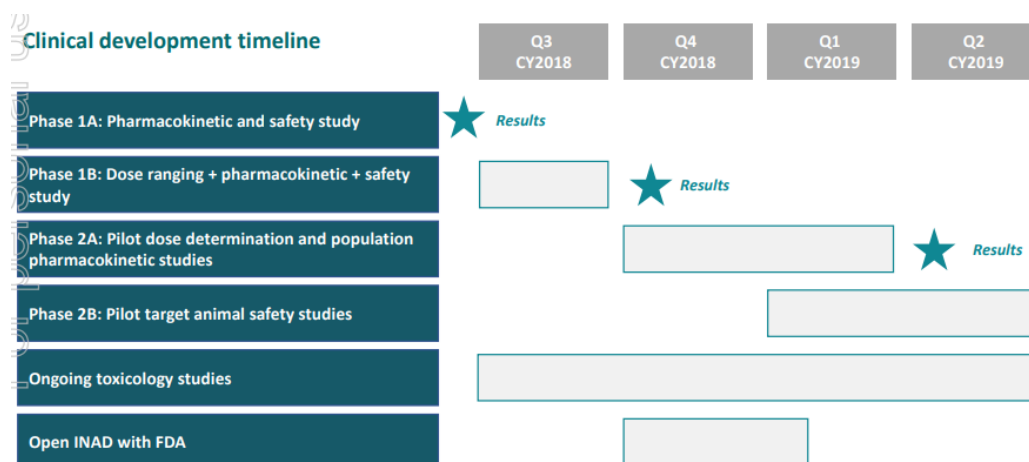 Clinical development timeline
Q3
CY2018
Q4
CY2018
Q1
CY2019
Q2
CY2019
Phase 1A: Pharmacokinetic and safety study
Results
Phase 1B: Dose ranging + pharmacokinetic + safety
study
Results
Phase 2A: Pilot dose determination and population
pharmacokinetic studies
Results
Phase 2B: Pilot target animal safety studies
Ongoing toxicology studies
Open INAD with FDA